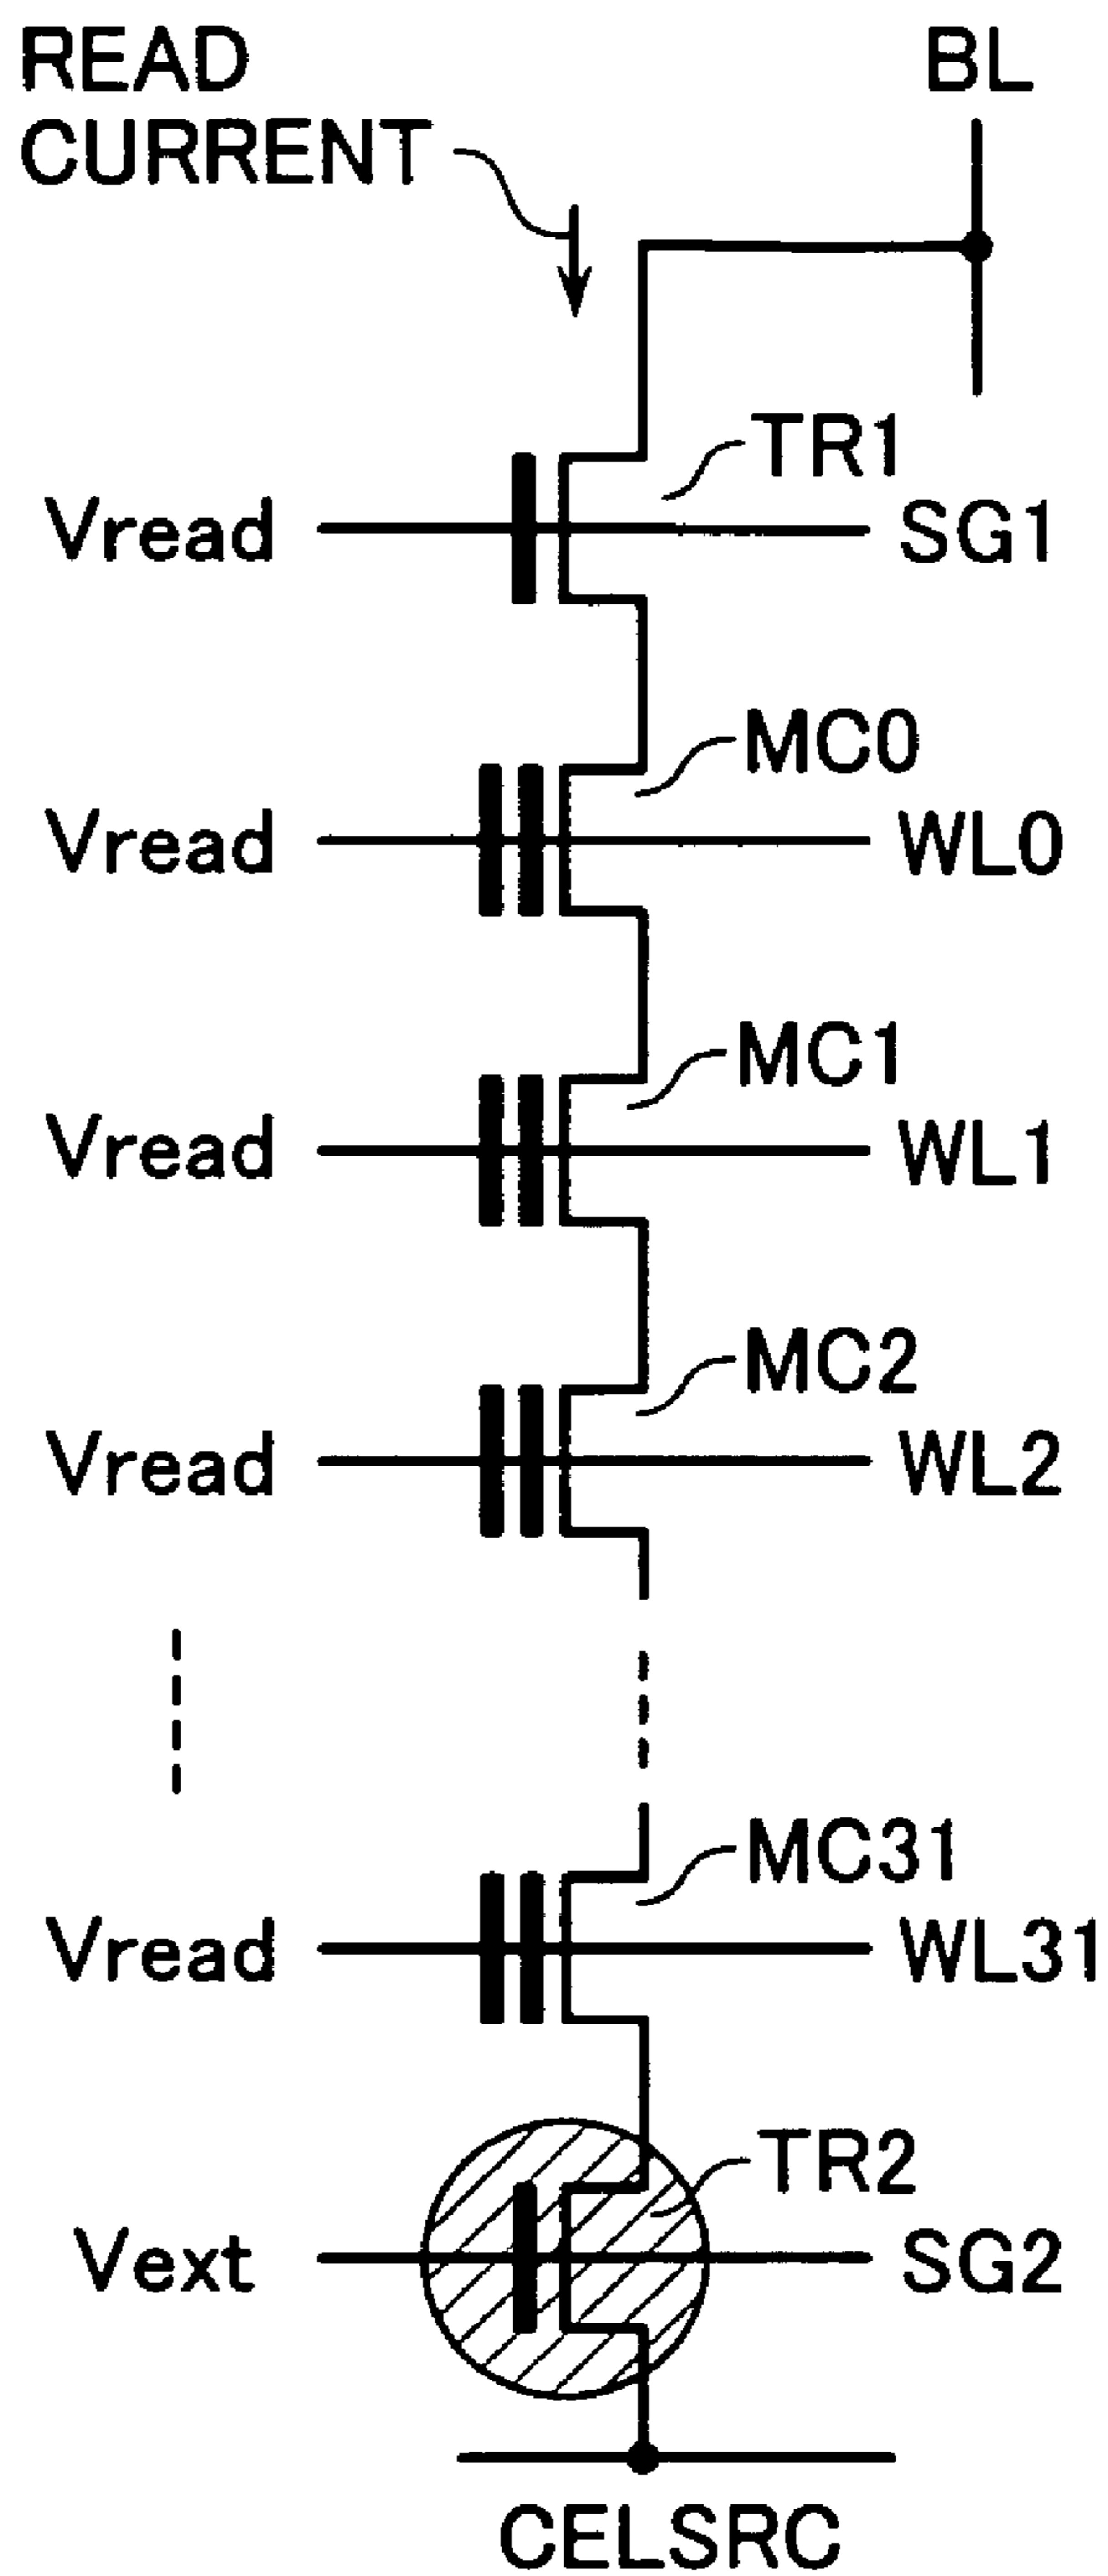 READ
CURRENT
BL
TR1
Vread
SG1
MC0
Vread
WL0
MC1
Vread
WL1
MC2
Vread
WL2
MC31
Vread
WL31
TR2
Vext
SG2
CELSRC